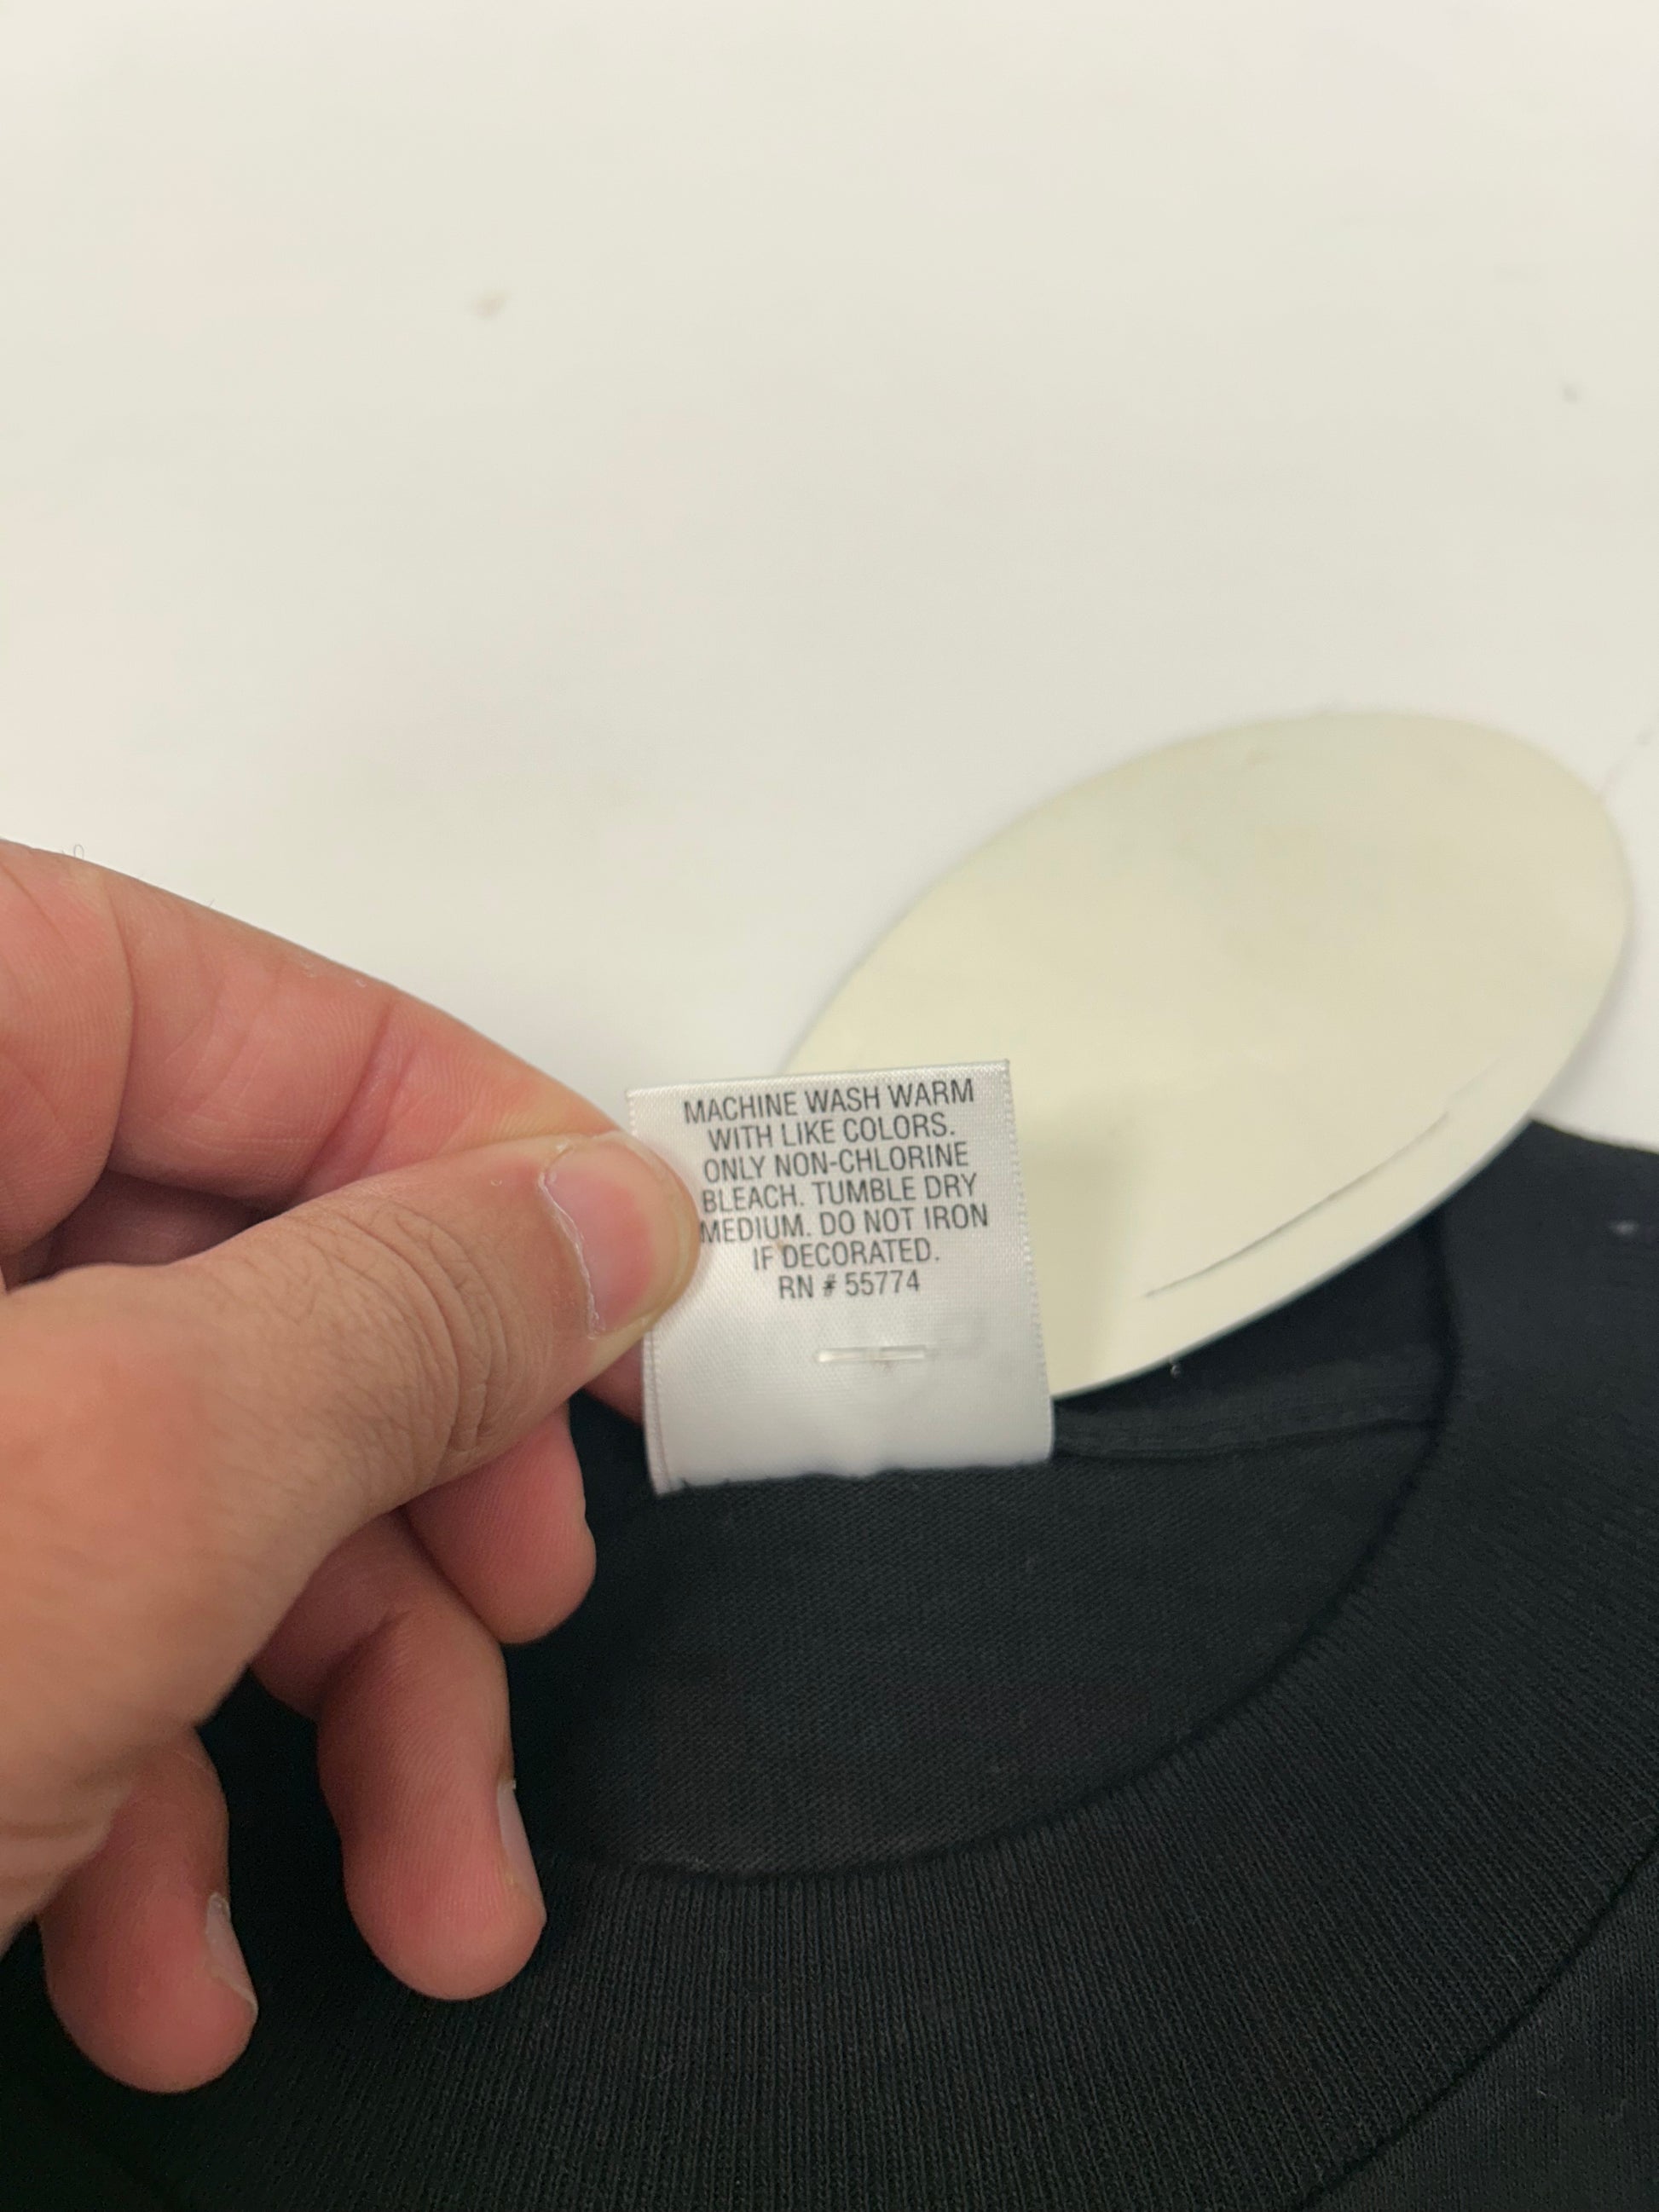 MACHINE WASH WARM
WITH LIKE COLORS.
ONLY NON-CHLORINE
BLEACH. TUMBLE DRY
MEDIUM. DO NOT IRON
IF DECORATED.
RN # 55774